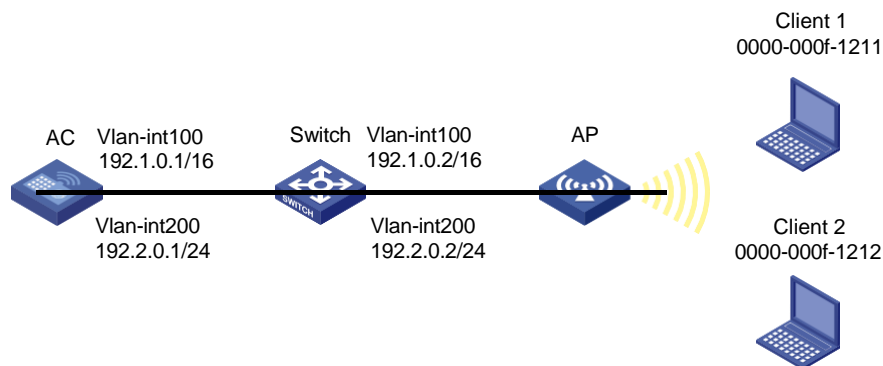 Client 1
0000-000f-1211
AC
Vlan-int100
192.1.0.1/16
Switch
Vlan-int100
192.1.0.2/16
AP
SWITCH
Vlan-int200
192.2.0.1/24
Vlan-int200
192.2.0.2/24
Client 2
0000-000f-1212